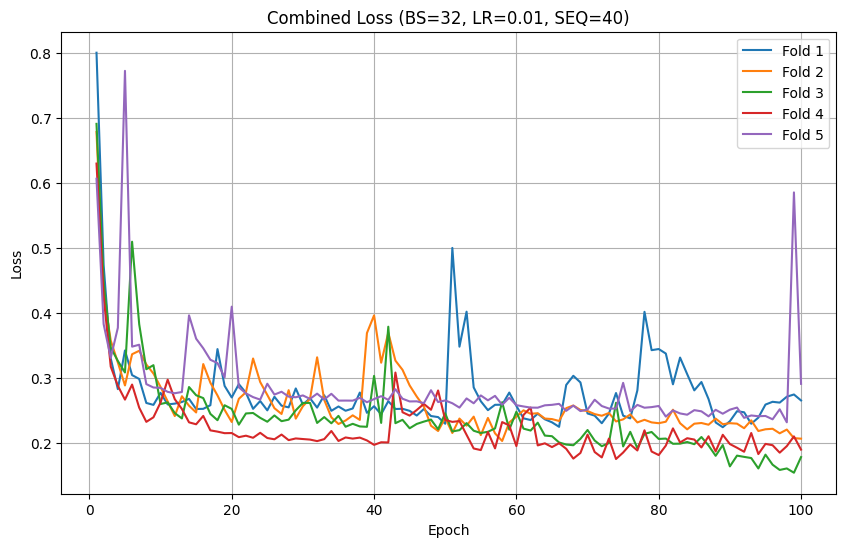 Combined Loss (BS=32, LR=0.01, SEQ=40)
Fold 1
Fold 2
Fold 3
Fold 4
Fold 5
Loss
0.8
0.7
0.6
0.5
0.4
0.3
0.2
0
20
40
60
80
100
Epoch